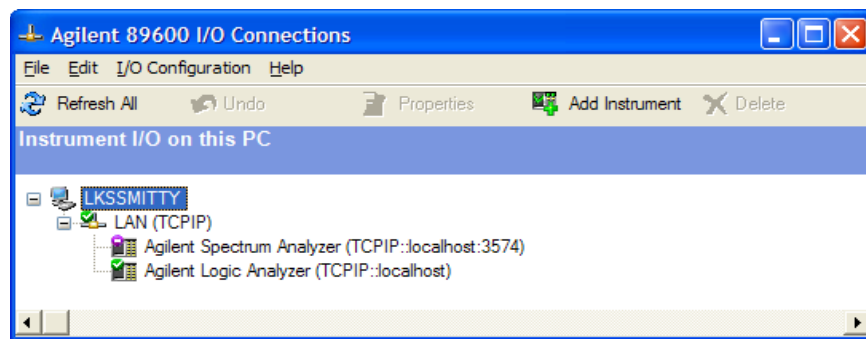 Agilent 89600 I/O Connections
File Edit I/O Configuration Help
Refresh All Undo Properties Add Instrument Delete
Instrument I/O on this PC
LKSSMITTY
LAN (TCPIP)
Agilent Spectrum Analyzer (TCPIP::localhost:3574)
Agilent Logic Analyzer (TCPIP::localhost)